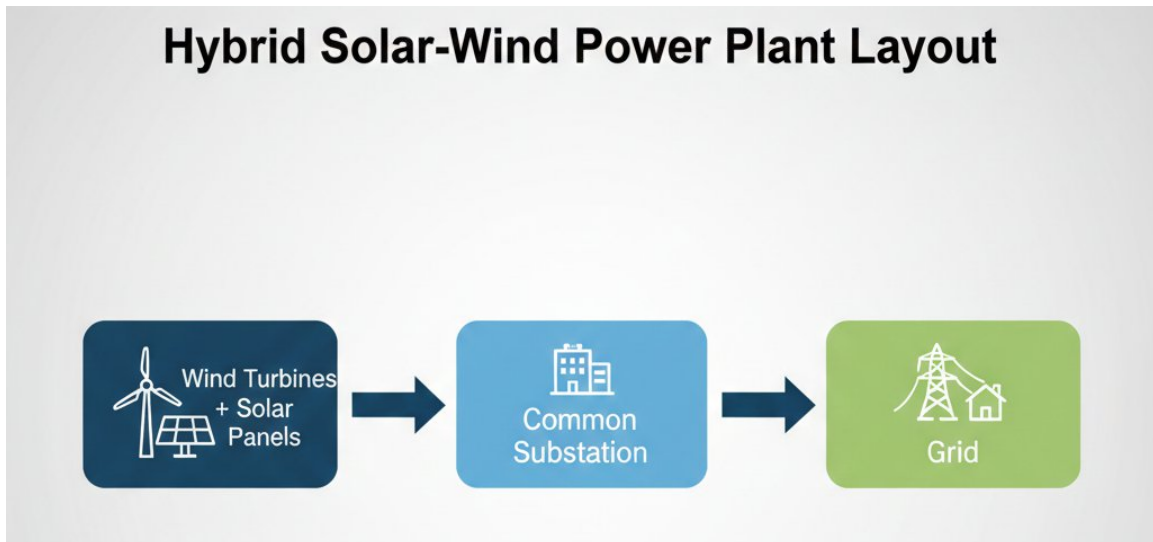 Hybrid Solar-Wind Power Plant Layout
Wind Turbines
+ Solar
Panels
Common
Substation
Grid